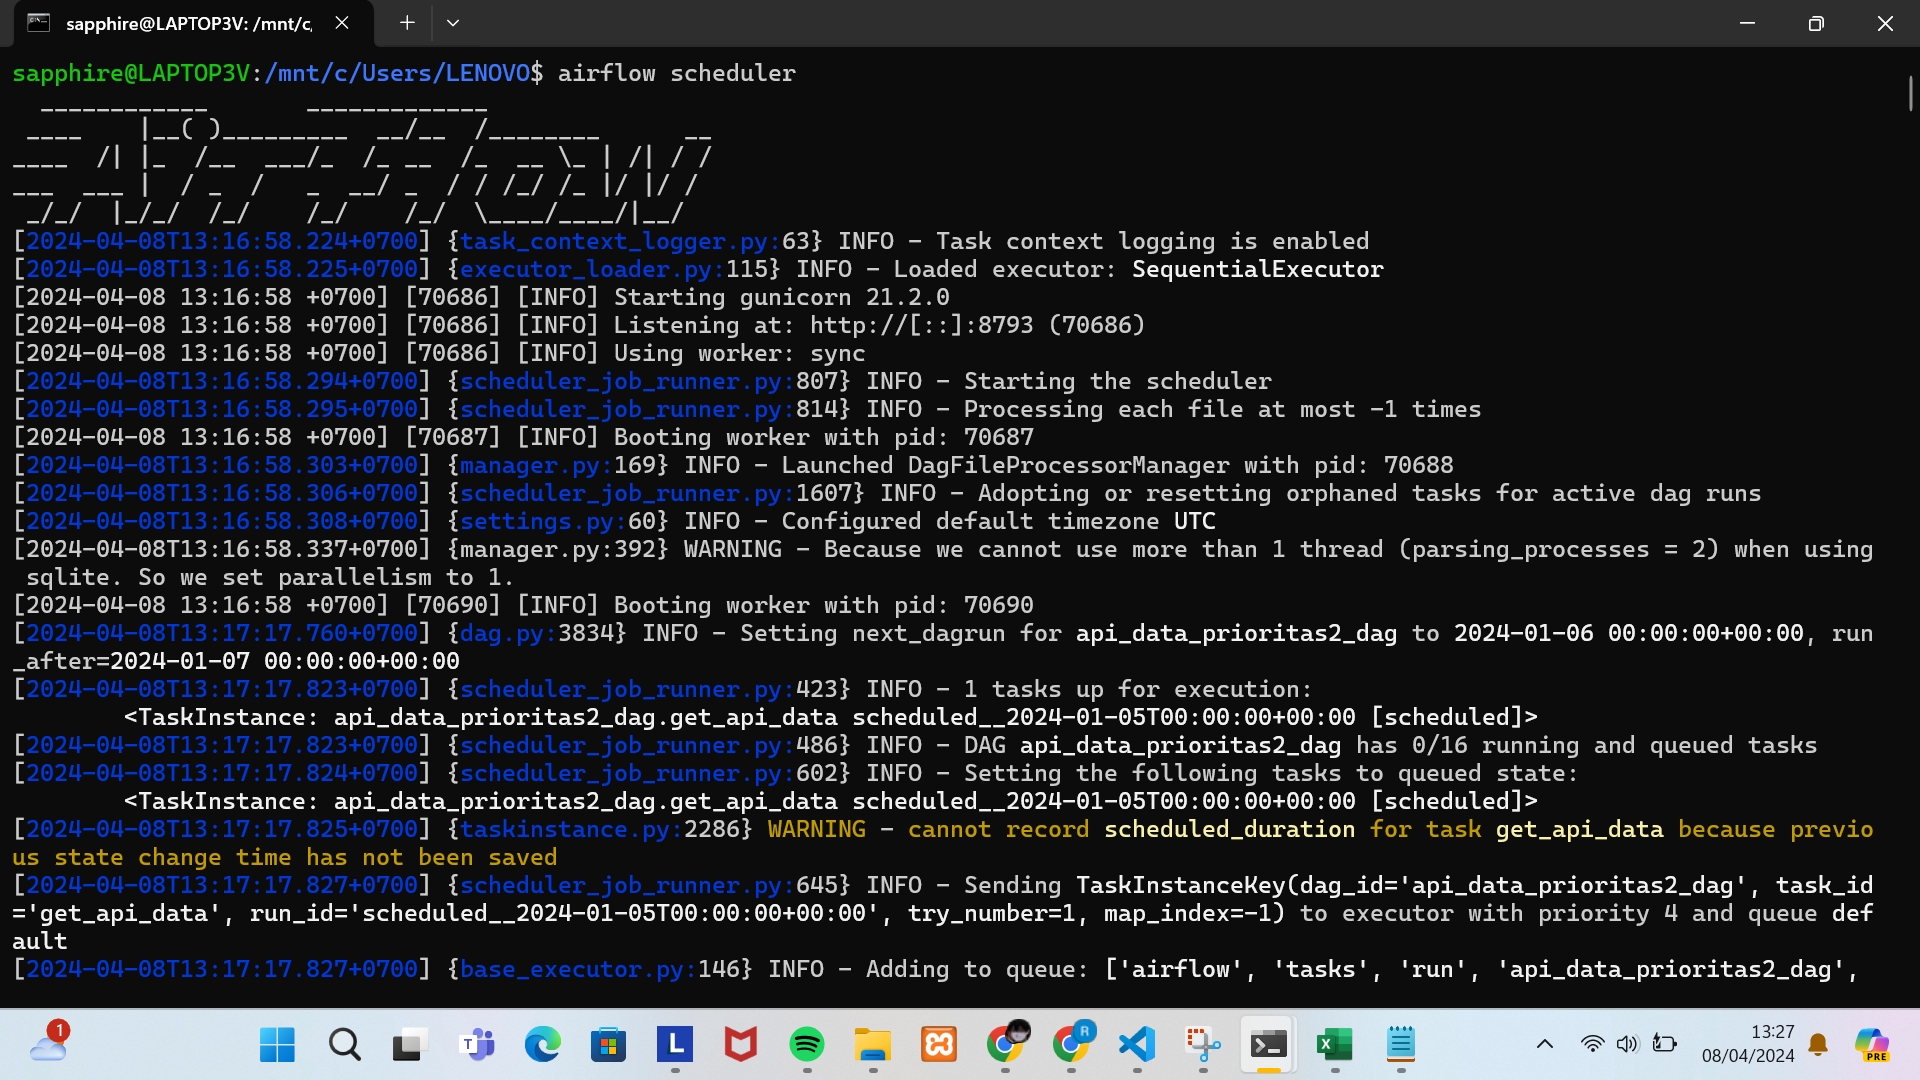 sapphire@LAPTOP3V: /mnt/c,
sapphire@LAPTOP3V:/mnt/c/Users/LENOVO$ airflow scheduler
  ____________       _____________
 ____    |__( )_________  __/__  /________      __
____  /| |_  /__  ___/_  /_ __  /_  __ \_ | /| / /
___  ___ |  / _  /   _  __/ _  / / /_/ /_ |/ |/ /
 _/_/  |_/_/  /_/    /_/    /_/  \____/____/|__/
[2024-04-08T13:16:58.224+0700] {task_context_logger.py:63} INFO - Task context logging is enabled
[2024-04-08T13:16:58.225+0700] {executor_loader.py:115} INFO - Loaded executor: SequentialExecutor
[2024-04-08 13:16:58 +0700] [70686] [INFO] Starting gunicorn 21.2.0
[2024-04-08 13:16:58 +0700] [70686] [INFO] Listening at: http://[::]:8793 (70686)
[2024-04-08 13:16:58 +0700] [70686] [INFO] Using worker: sync
[2024-04-08T13:16:58.294+0700] {scheduler_job_runner.py:807} INFO - Starting the scheduler
[2024-04-08T13:16:58.295+0700] {scheduler_job_runner.py:814} INFO - Processing each file at most -1 times
[2024-04-08 13:16:58 +0700] [70687] [INFO] Booting worker with pid: 70687
[2024-04-08T13:16:58.303+0700] {manager.py:169} INFO - Launched DagFileProcessorManager with pid: 70688
[2024-04-08T13:16:58.306+0700] {scheduler_job_runner.py:1607} INFO - Adopting or resetting orphaned tasks for active dag runs
[2024-04-08T13:16:58.308+0700] {settings.py:60} INFO - Configured default timezone UTC
[2024-04-08T13:16:58.337+0700] {manager.py:392} WARNING - Because we cannot use more than 1 thread (parsing_processes = 2) when using
 sqlite. So we set parallelism to 1.
[2024-04-08 13:16:58 +0700] [70690] [INFO] Booting worker with pid: 70690
[2024-04-08T13:17:17.760+0700] {dag.py:3834} INFO - Setting next_dagrun for api_data_prioritas2_dag to 2024-01-06 00:00:00+00:00, run
_after=2024-01-07 00:00:00+00:00
[2024-04-08T13:17:17.823+0700] {scheduler_job_runner.py:423} INFO - 1 tasks up for execution:
        <TaskInstance: api_data_prioritas2_dag.get_api_data scheduled__2024-01-05T00:00:00+00:00 [scheduled]>
[2024-04-08T13:17:17.823+0700] {scheduler_job_runner.py:486} INFO - DAG api_data_prioritas2_dag has 0/16 running and queued tasks
[2024-04-08T13:17:17.824+0700] {scheduler_job_runner.py:602} INFO - Setting the following tasks to queued state:
        <TaskInstance: api_data_prioritas2_dag.get_api_data scheduled__2024-01-05T00:00:00+00:00 [scheduled]>
[2024-04-08T13:17:17.825+0700] {taskinstance.py:2286} WARNING - cannot record scheduled_duration for task get_api_data because previo
us state change time has not been saved
[2024-04-08T13:17:17.827+0700] {scheduler_job_runner.py:645} INFO - Sending TaskInstanceKey(dag_id='api_data_prioritas2_dag', task_id
='get_api_data', run_id='scheduled__2024-01-05T00:00:00+00:00', try_number=1, map_index=-1) to executor with priority 4 and queue def
ault
[2024-04-08T13:17:17.827+0700] {base_executor.py:146} INFO - Adding to queue: ['airflow', 'tasks', 'run', 'api_data_prioritas2_dag',
1
T
L
R
X
PRE
13:27
08/04/2024